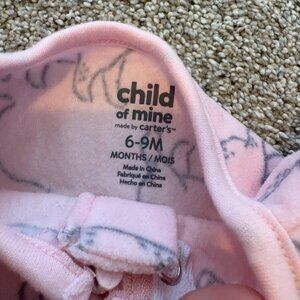 child
of mine
made by carter's™
6-9M
MONTHS / MOIS
Made in China
Fabriqué en Chine
Hecho en China